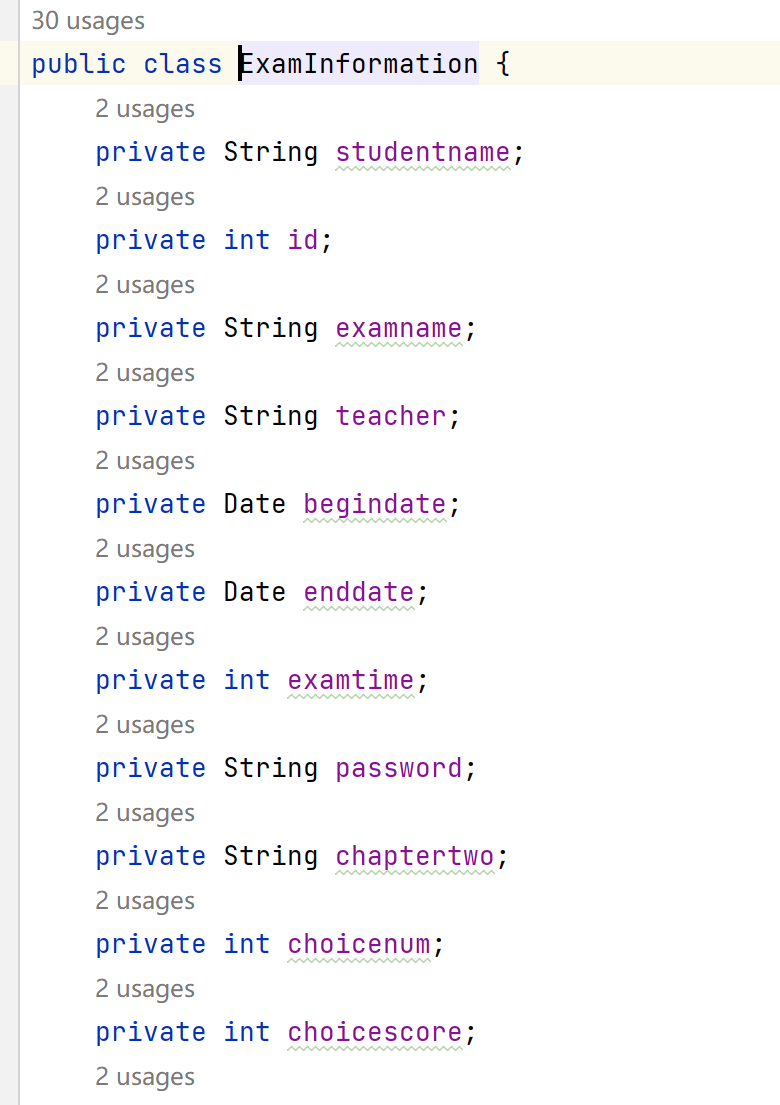 30 usages
public class ExamInformation {
2 usages
private String studentname;
2 usages
private int id;
2 usages
private String examname;
2 usages
private String teacher;
2 usages
private Date begindate;
2 usages
private Date enddate;
2 usages
private int examtime;
2 usages
private String password;
2 usages
private String chaptertwo;
2 usages
private int choicenum;
2 usages
private int choicescore;
2 usages